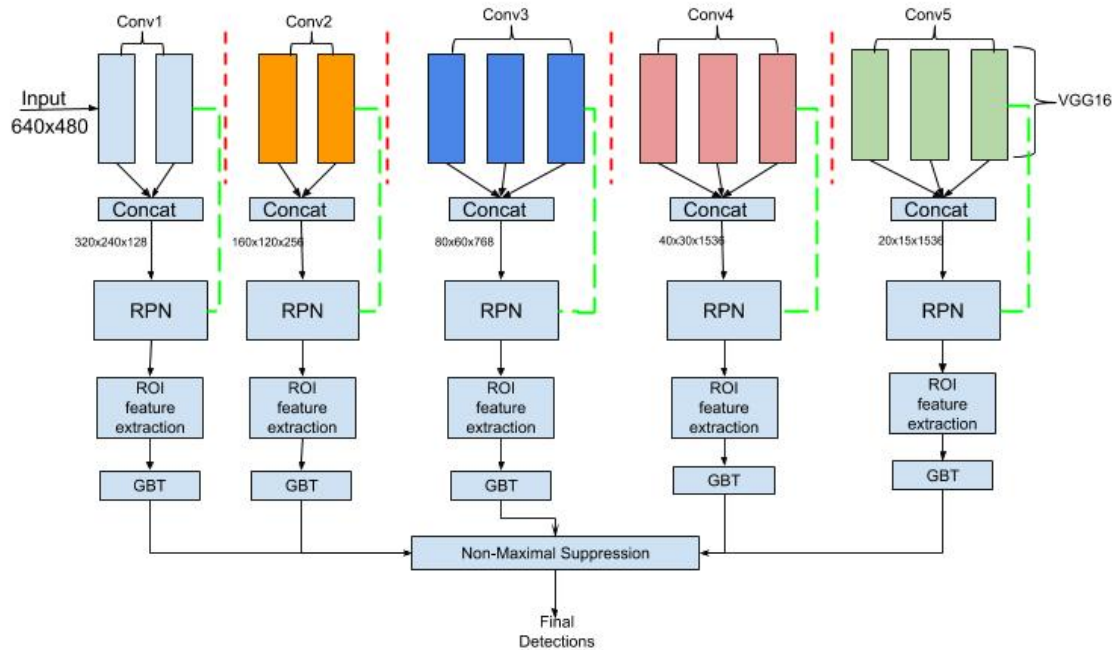 Conv1
Conv2
Conv3
Conv4
Conv5
Input
640x480
VGG16
Concat
Concat
Concat
Concat
Concat
320x240x128
160x120x256
80x60x768
40x30x1536
20x15x1536
RPN
RPN
RPN
RPN
RPN
ROI
feature
extraction
ROI
feature
extraction
ROI
feature
extraction
ROI
feature
extraction
ROI
feature
extraction
GBT
GBT
GBT
GBT
GBT
Non-Maximal Suppression
Final
Detections